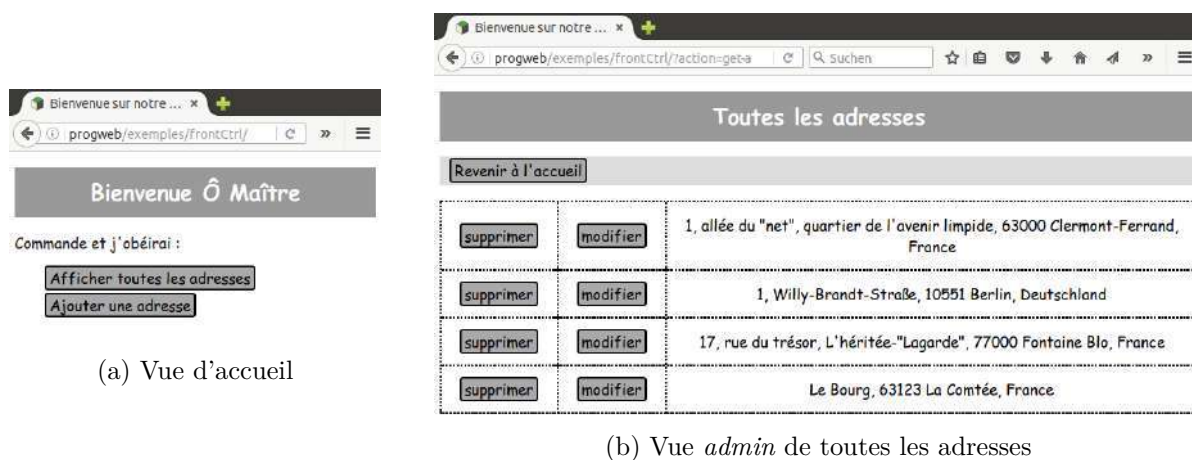 Bienvenue sur notre ...
progweb/exemples/frontCtrl/
Bienvenue Ô Maître
Commande et j'obéirai :
Afficher toutes les adresses
Ajouter une adresse
(a) Vue d'accueil
Bienvenue sur notre ...
progweb/exemples/frontCtrl/?action=get-a
Suchen
Toutes les adresses
Revenir à l'accueil
supprimer modifier 1, allée du "net", quartier de l'avenir limpide, 63000 Clermont-Ferrand,
France
supprimer modifier 1, Willy-Brandt-Straße, 10551 Berlin, Deutschland
supprimer modifier 17, rue du trésor, L'héritée-"Lagarde", 77000 Fontaine Blo, France
supprimer modifier Le Bourg, 63123 La Comtée, France
(b) Vue admin de toutes les adresses